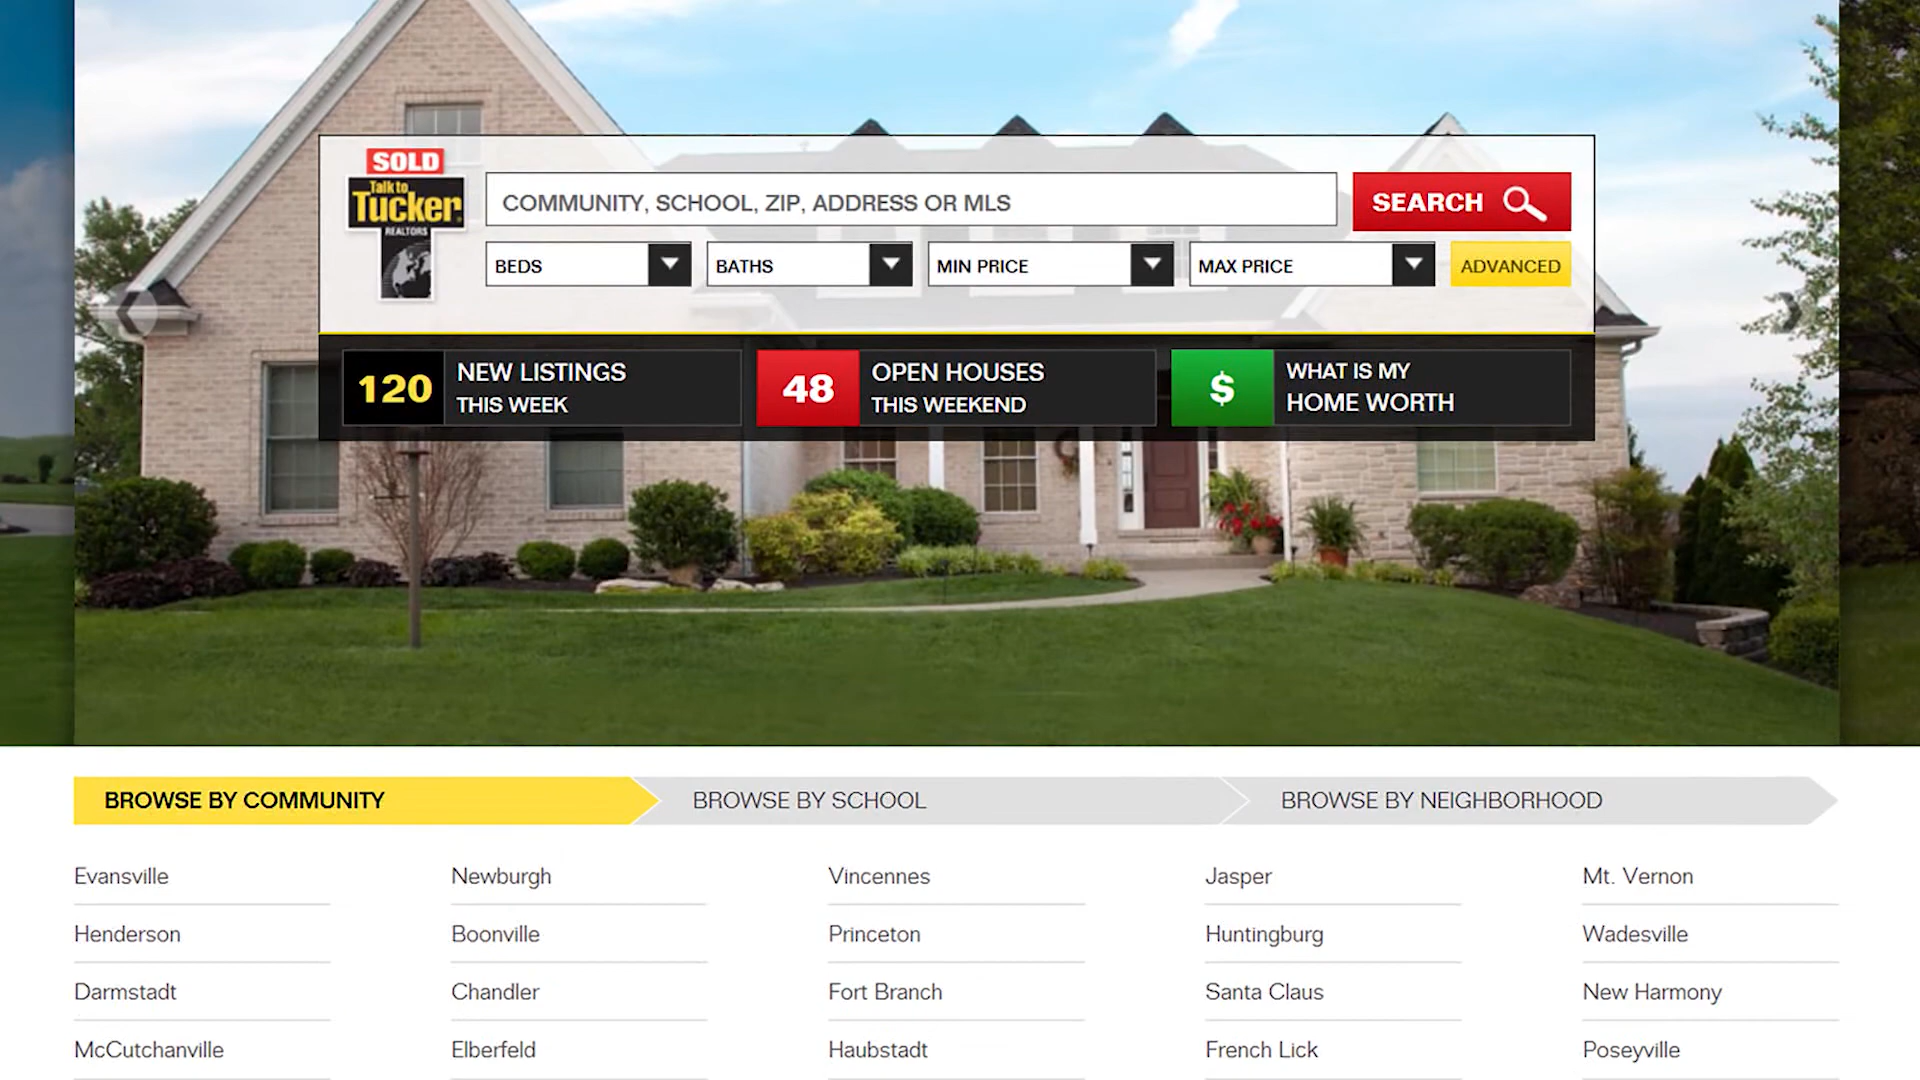 SOLD
Talk to
Tucker
REALTORS
COMMUNITY, SCHOOL, ZIP, ADDRESS OR MLS
SEARCH
BEDS
BATHS
MIN PRICE
MAX PRICE
ADVANCED
120
NEW LISTINGS
THIS WEEK
48
OPEN HOUSES
THIS WEEKEND
$
WHAT IS MY
HOME WORTH
BROWSE BY COMMUNITY
BROWSE BY SCHOOL
BROWSE BY NEIGHBORHOOD
Evansville
Newburgh
Vincennes
Jasper
Mt. Vernon
Henderson
Boonville
Princeton
Huntingburg
Wadesville
Darmstadt
Chandler
Fort Branch
Santa Claus
New Harmony
McCutchanville
Elberfeld
Haubstadt
French Lick
Poseyville